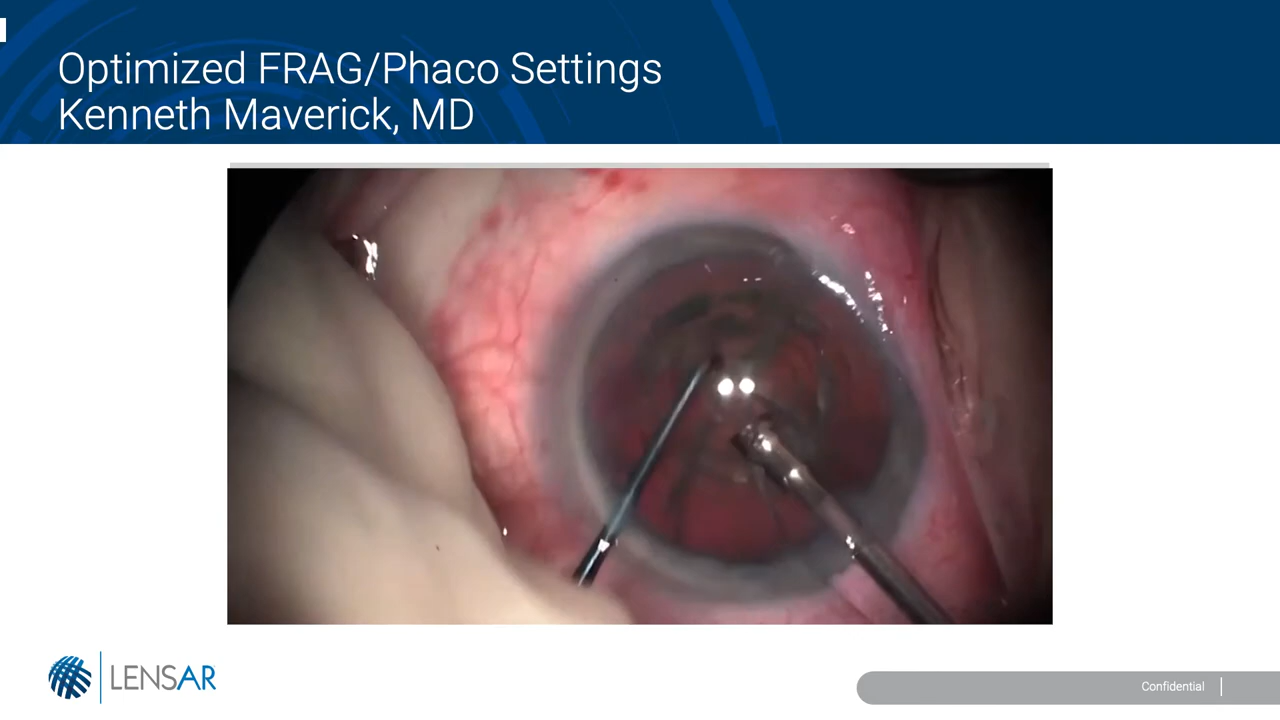 Optimized FRAG/Phaco Settings
Kenneth Maverick, MD
LENSAR
Confidential